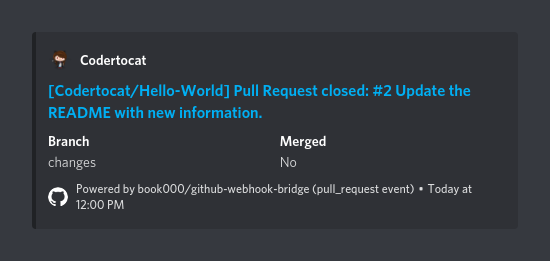 Codertocat
[Codertocat/Hello-World] Pull Request closed: #2 Update the
README with new information.
Branch
Merged
changes
No
Powered by book000/github-webhook-bridge (pull_request event) • Today at
12:00 PM